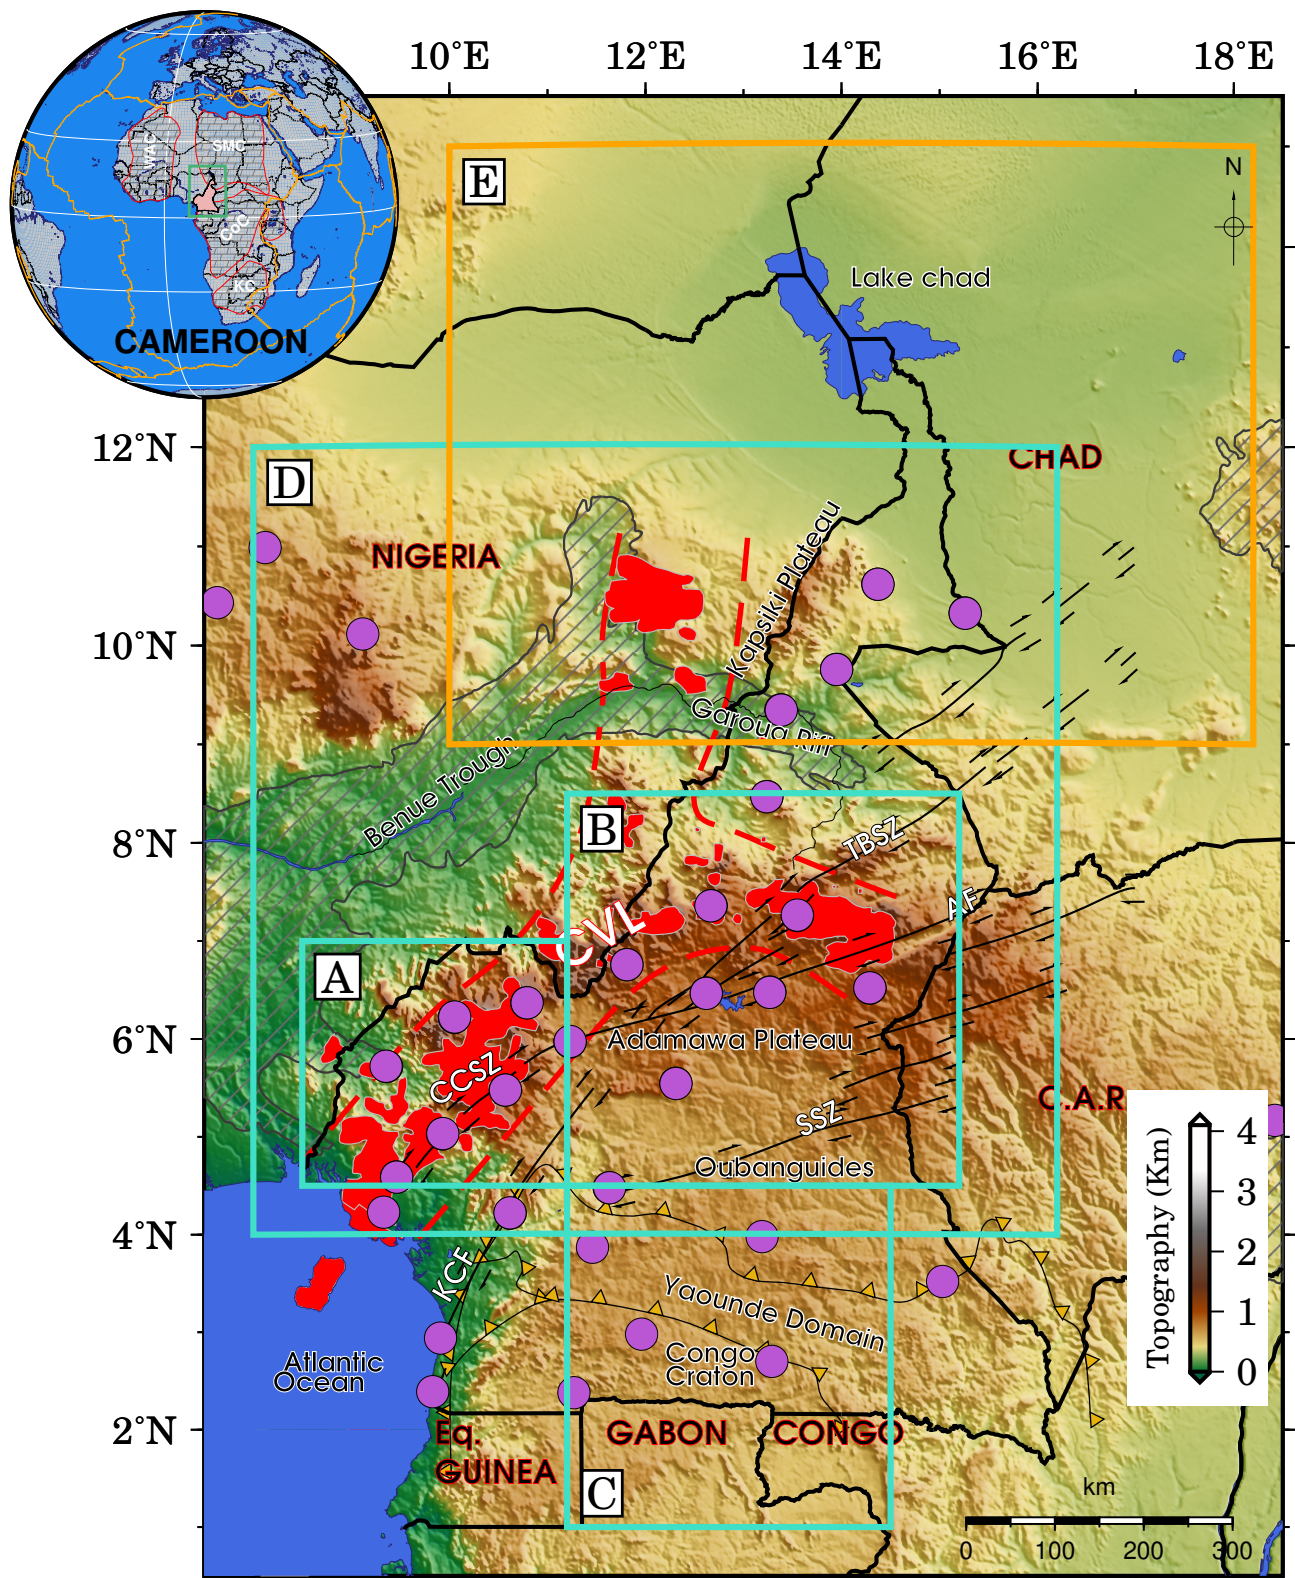 10°E 12°E 14°E 16°E 18°E
WAC
SMC
CoC
KC
CAMEROON
E
N
Lake chad
12°N
CHAD
D
NIGERIA
Kapsiki Plateau
10°N
Garoua Rift
Benue Trough
8°N
B
TBSZ
AF
CVL
A
6°N
Adamawa Plateau
CCSZ
SSZ
C.A.R
Oubanguides
4°N
KCF
Yaounde Domain
Congo
Craton
Atlantic
Ocean
2°N
Eq.
GUINEA
GABON
CONGO
C
Topography (Km)
4
3
2
1
0
km
0 100 200 300